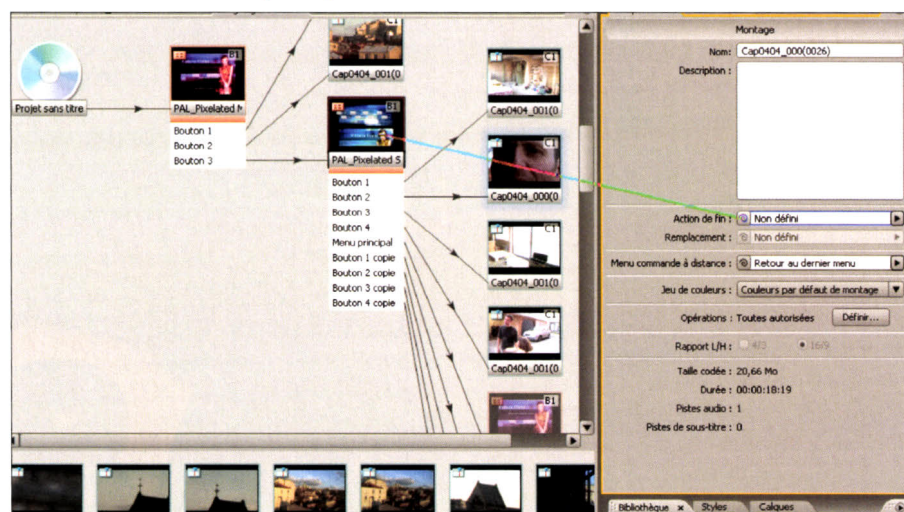 Montage
Nom: Cap0404_000(0026)
Description :
Action de fin : Non défini
Remplacement : Non défini
Menu commande à distance : Retour au dernier menu
Jeu de couleurs : Couleurs par défaut de montage
Opérations : Toutes autorisées Définir...
Rapport L/H : 4/3 16/9
Taille codée : 20,66 Mo
Durée : 00:00:18:19
Pistes audio : 1
Pistes de sous-titre : 0
Bibliothèque × Styles Calques
Projet sans titre
B1
PAL_Pixelated
Bouton 1
Bouton 2
Bouton 3
C1
Cap0404_001(0
B1
PAL_Pixelated S
Bouton 1
Bouton 2
Bouton 3
Bouton 4
Menu principal
Bouton 1 copie
Bouton 2 copie
Bouton 3 copie
Bouton 4 copie
C1
Cap0404_001(0
C1
Cap0404_000(0
C1
Cap0404_001(0
C1
Cap0404_001(0
B1